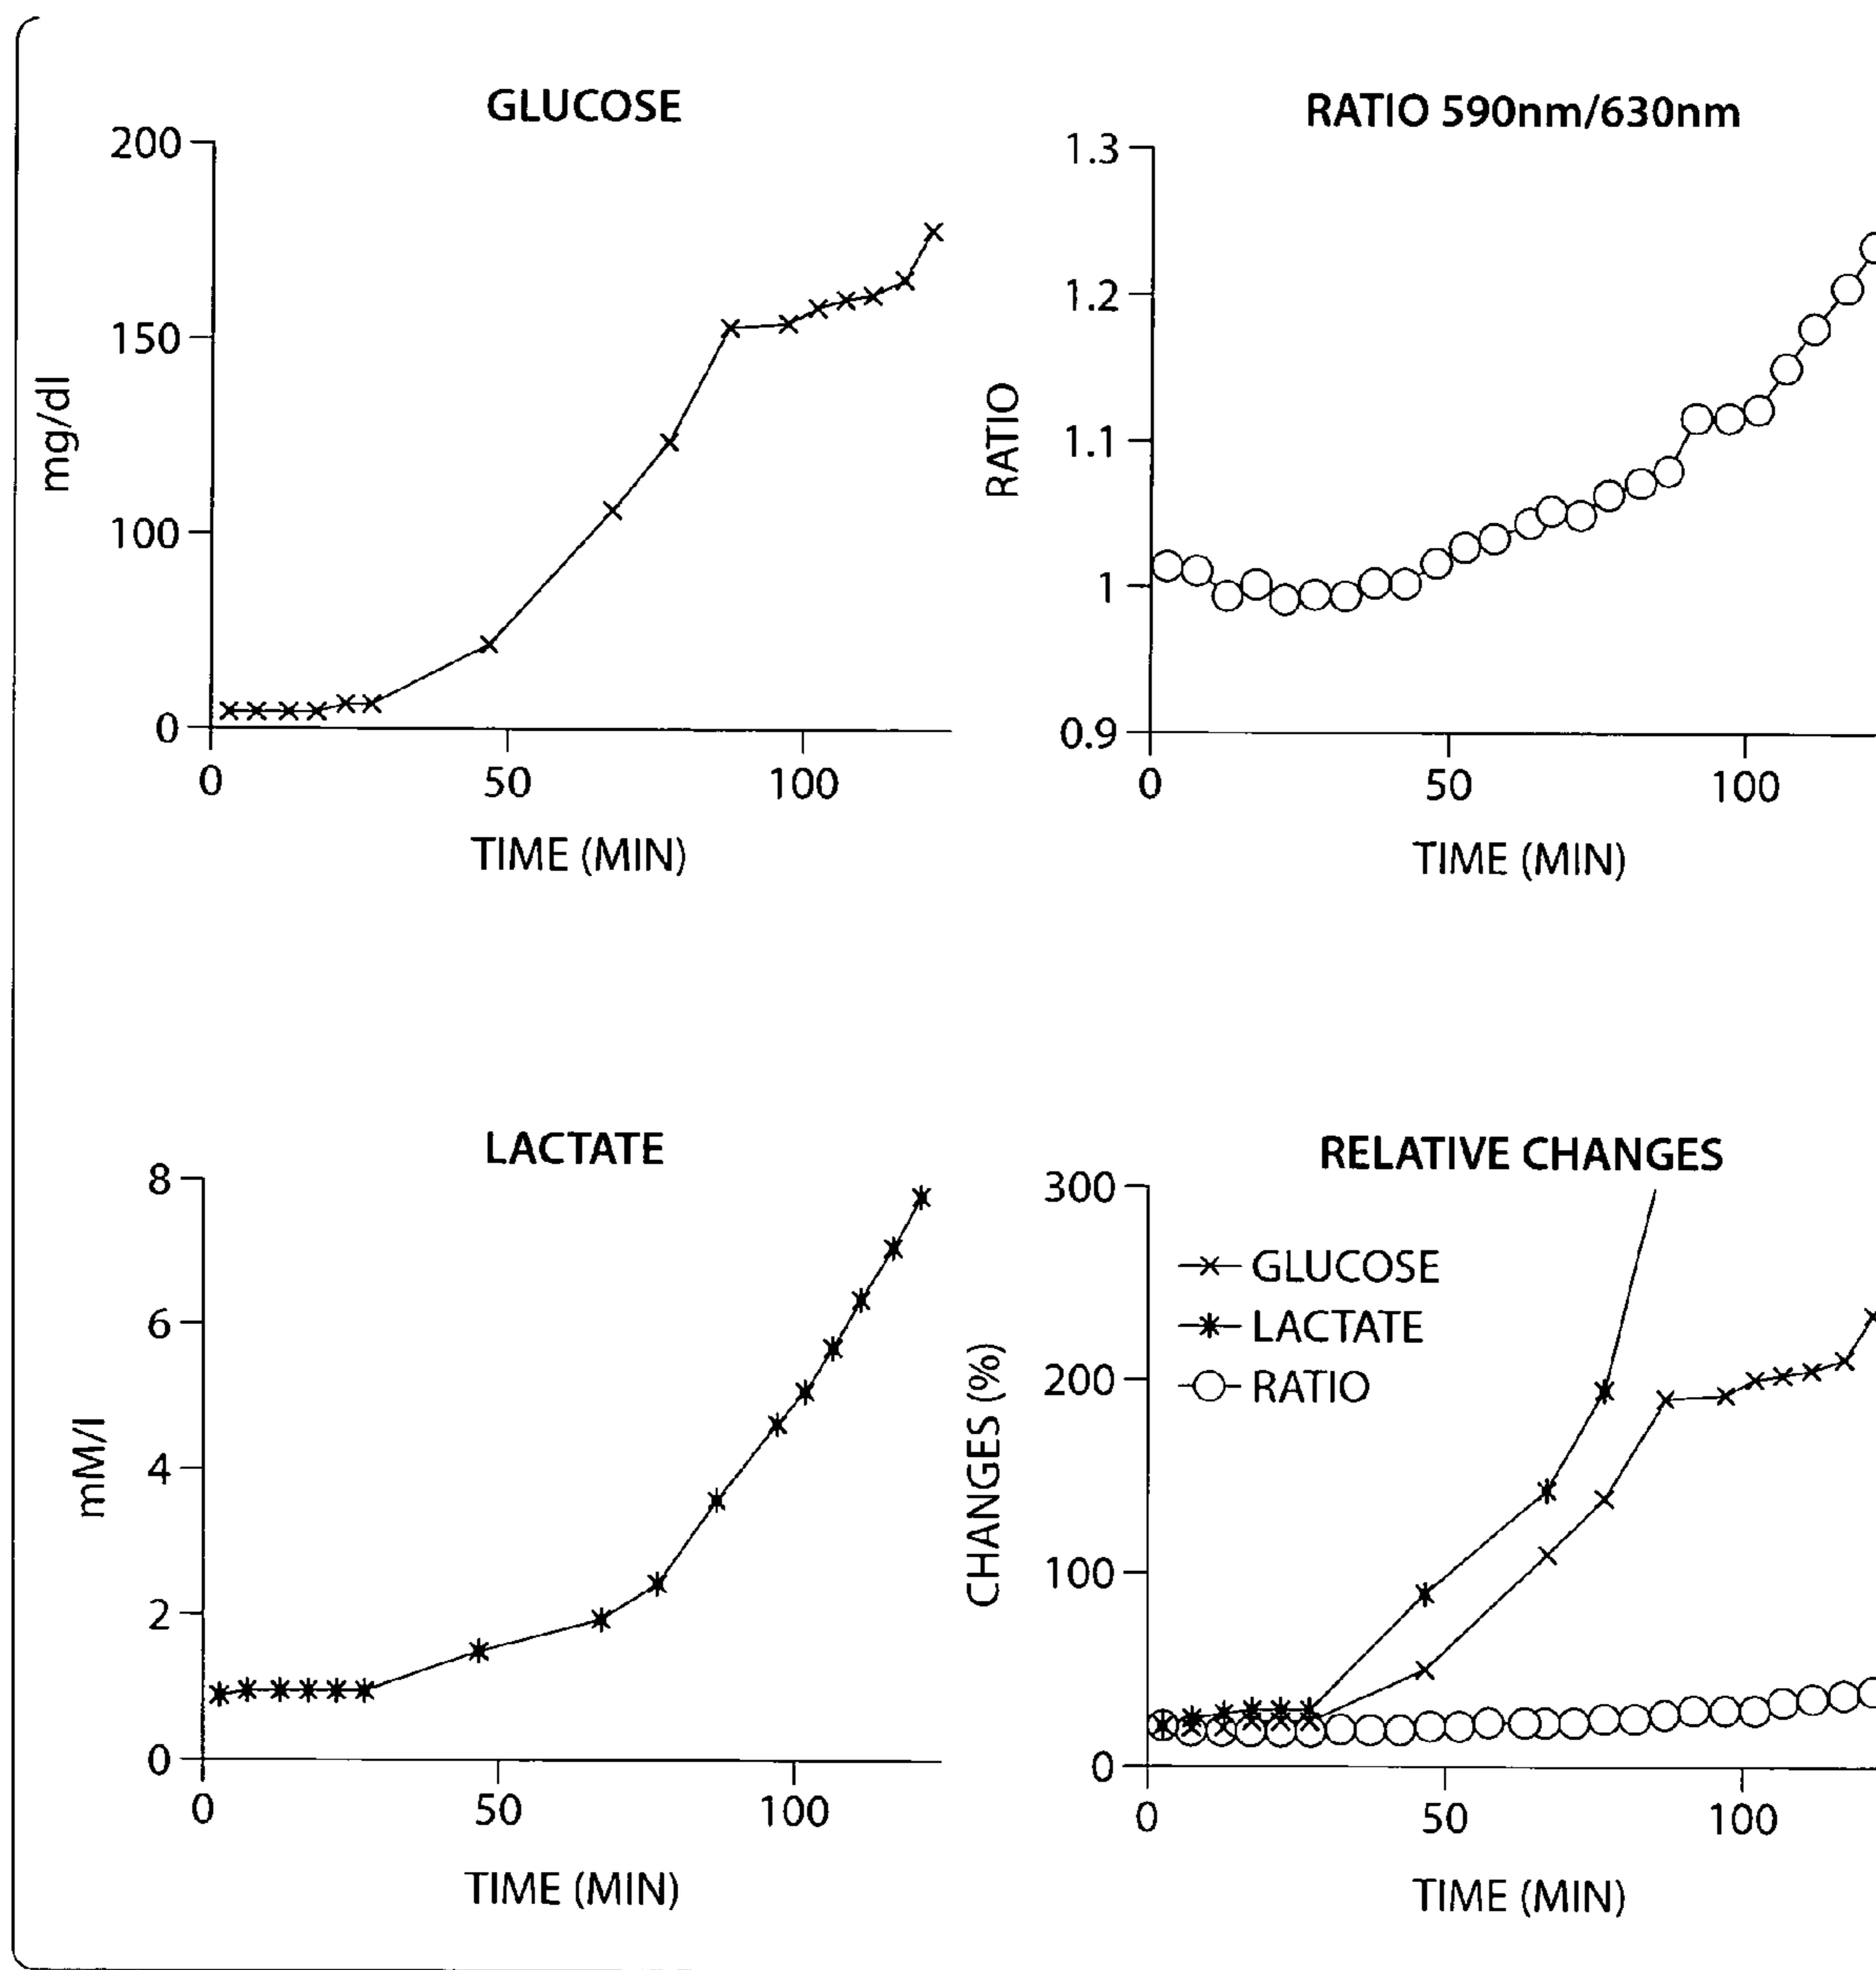 GLUCOSE
200
150
100
0
mg/dl
0 50 100
TIME (MIN)
RATIO 590nm/630nm
1.3
1.2
1.1
1
0.9
RATIO
0 50 100
TIME (MIN)
LACTATE
8
6
4
2
0
mM/l
0 50 100
TIME (MIN)
RELATIVE CHANGES
300
200
100
0
CHANGES (%)
GLUCOSE
LACTATE
RATIO
0 50 100
TIME (MIN)